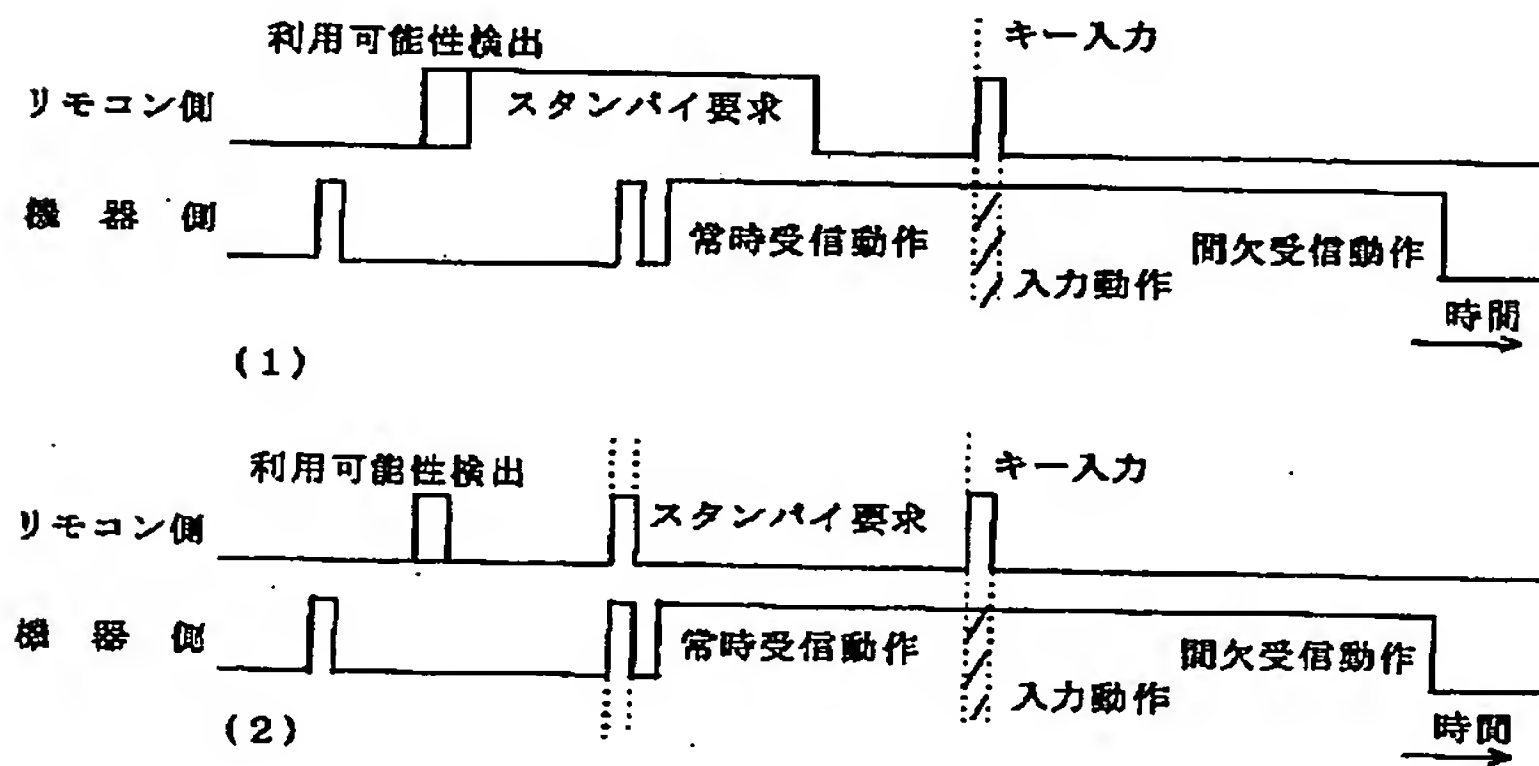 利用可能性検出
キー入力
リモコン側
スタンバイ要求
機器側
常時受信動作
間欠受信動作
入力動作
時間
(1)
利用可能性検出
キー入力
リモコン側
スタンバイ要求
機器側
常時受信動作
間欠受信動作
入力動作
時間
(2)